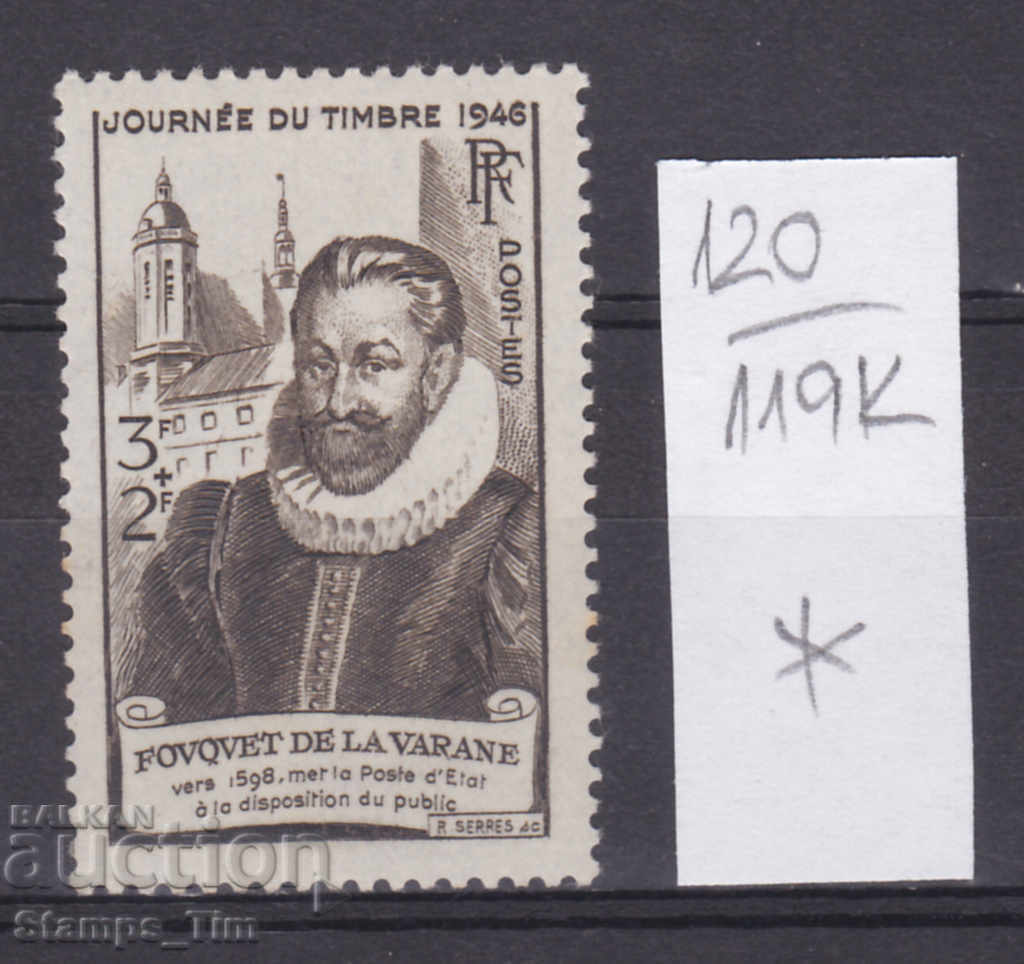 JOURNÉE DU TIMBRE 1946
RF
POSTES
3F
+
2F
FOVQVET DE LA VARANE
vers 1598, met la Poste d'Etat
à la disposition du public
R. SERRES sc
120
119K
*
BALKAN
auction
Stamps_Tim